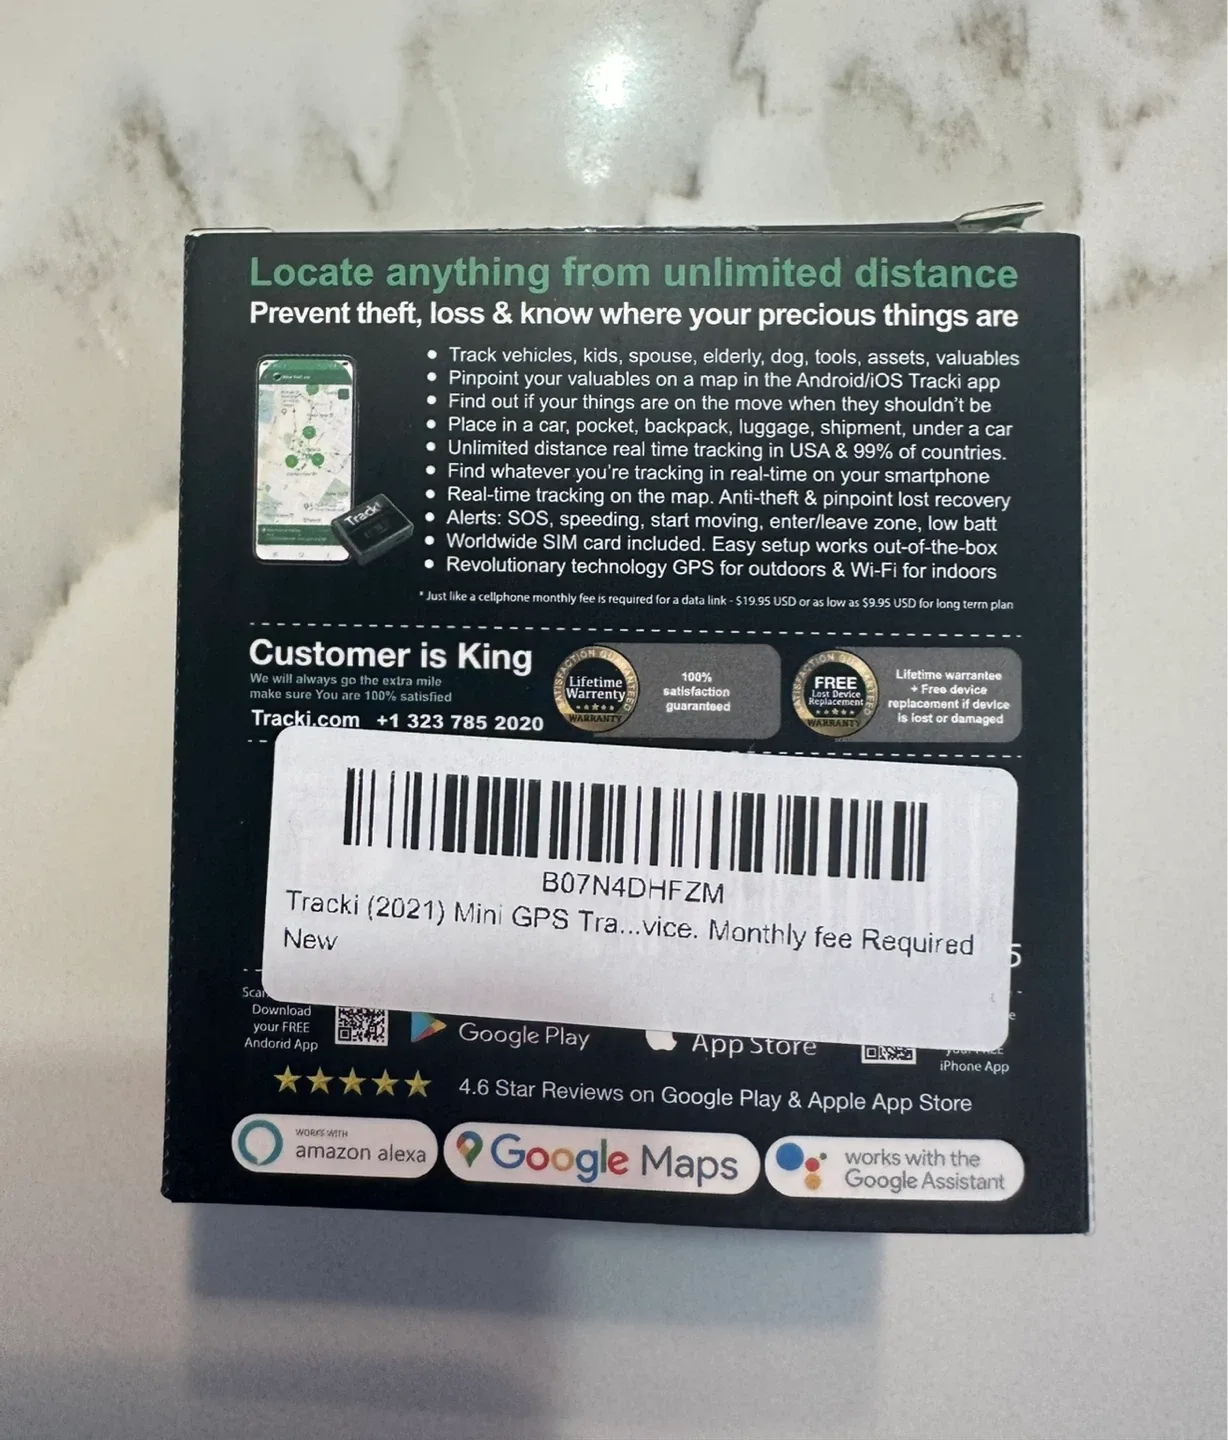 Locate anything from unlimited distance
Prevent theft, loss & know where your precious things are
• Track vehicles, kids, spouse, elderly, dog, tools, assets, valuables
• Pinpoint your valuables on a map in the Android/iOS Tracki app
• Find out if your things are on the move when they shouldn't be
• Place in a car, pocket, backpack, luggage, shipment, under a car
• Unlimited distance real time tracking in USA & 99% of countries.
• Find whatever you're tracking in real-time on your smartphone
• Real-time tracking on the map. Anti-theft & pinpoint lost recovery
• Alerts: SOS, speeding, start moving, enter/leave zone, low batt
• Worldwide SIM card included. Easy setup works out-of-the-box
• Revolutionary technology GPS for outdoors & Wi-Fi for indoors
* Just like a cellphone monthly fee is required for a data link - $19.95 USD or as low as $9.95 USD for long term plan
Tracki
Customer is King
We will always go the extra mile
make sure You are 100% satisfied
Tracki.com +1 323 785 2020
SATISFACTION GUARANTEED
Lifetime
Warrenty
WARRANTY
100%
satisfaction
guaranteed
SATISFACTION GUARANTEED
FREE
Lost Device
Replacement
WARRANTY
Lifetime warrantee
+ Free device
replacement if device
is lost or damaged
B07N4DHFZM
Tracki (2021) Mini GPS Tra...vice. Monthly fee Required
New
5
Download
your FREE
Andorid App
Google Play
App Store
iPhone App
4.6 Star Reviews on Google Play & Apple App Store
WORKS WITH
amazon alexa
Google Maps
works with the
Google Assistant